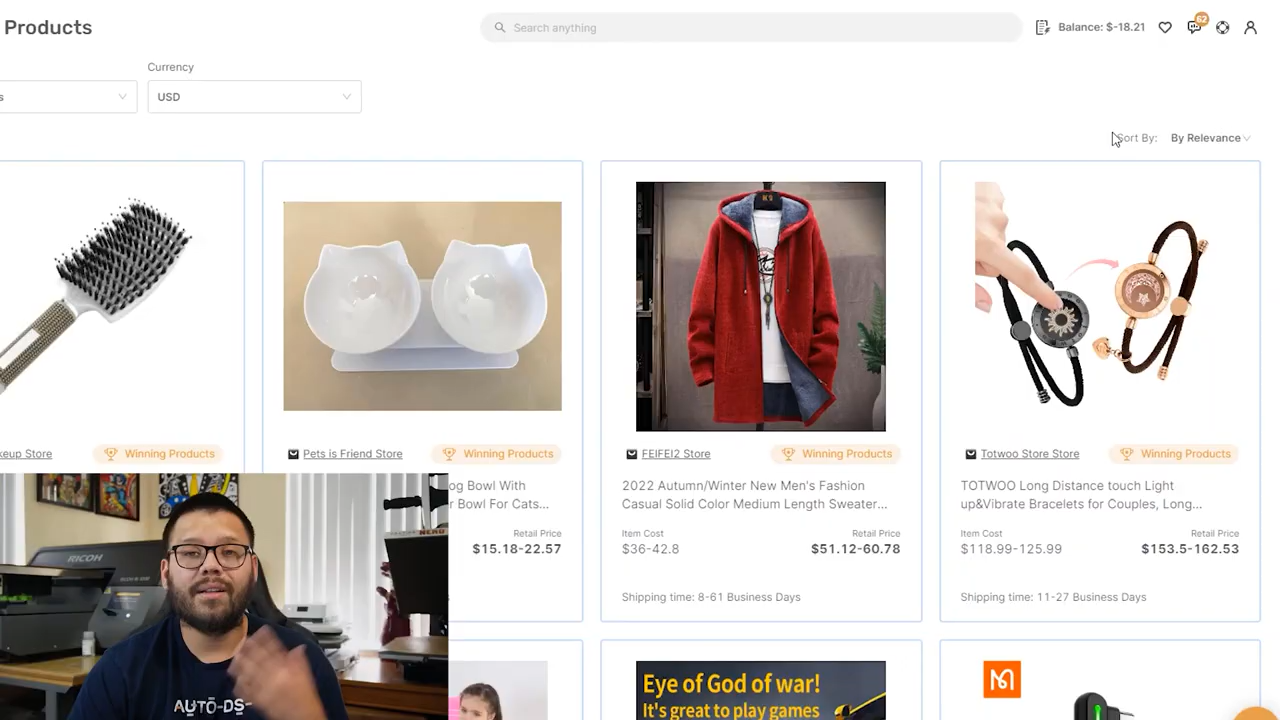 Products
Search anything
Balance: $-18.21
62
Currency
s
USD
Sort By:
By Relevance
keup Store
Winning Products
Pets is Friend Store
Winning Products
FEIFEI2 Store
Winning Products
Totwoo Store Store
Winning Products
og Bowl With
r Bowl For Cats...
Retail Price
$15.18-22.57
2022 Autumn/Winter New Men's Fashion
Casual Solid Color Medium Length Sweater...
Item Cost
Retail Price
$36-42.8
$51.12-60.78
Shipping time: 8-61 Business Days
TOTWOO Long Distance touch Light
up&Vibrate Bracelets for Couples, Long...
Item Cost
Retail Price
$118.99-125.99
$153.5-162.53
Shipping time: 11-27 Business Days
RICOH
AUTO-DS
Eye of God of war!
It's great to play games